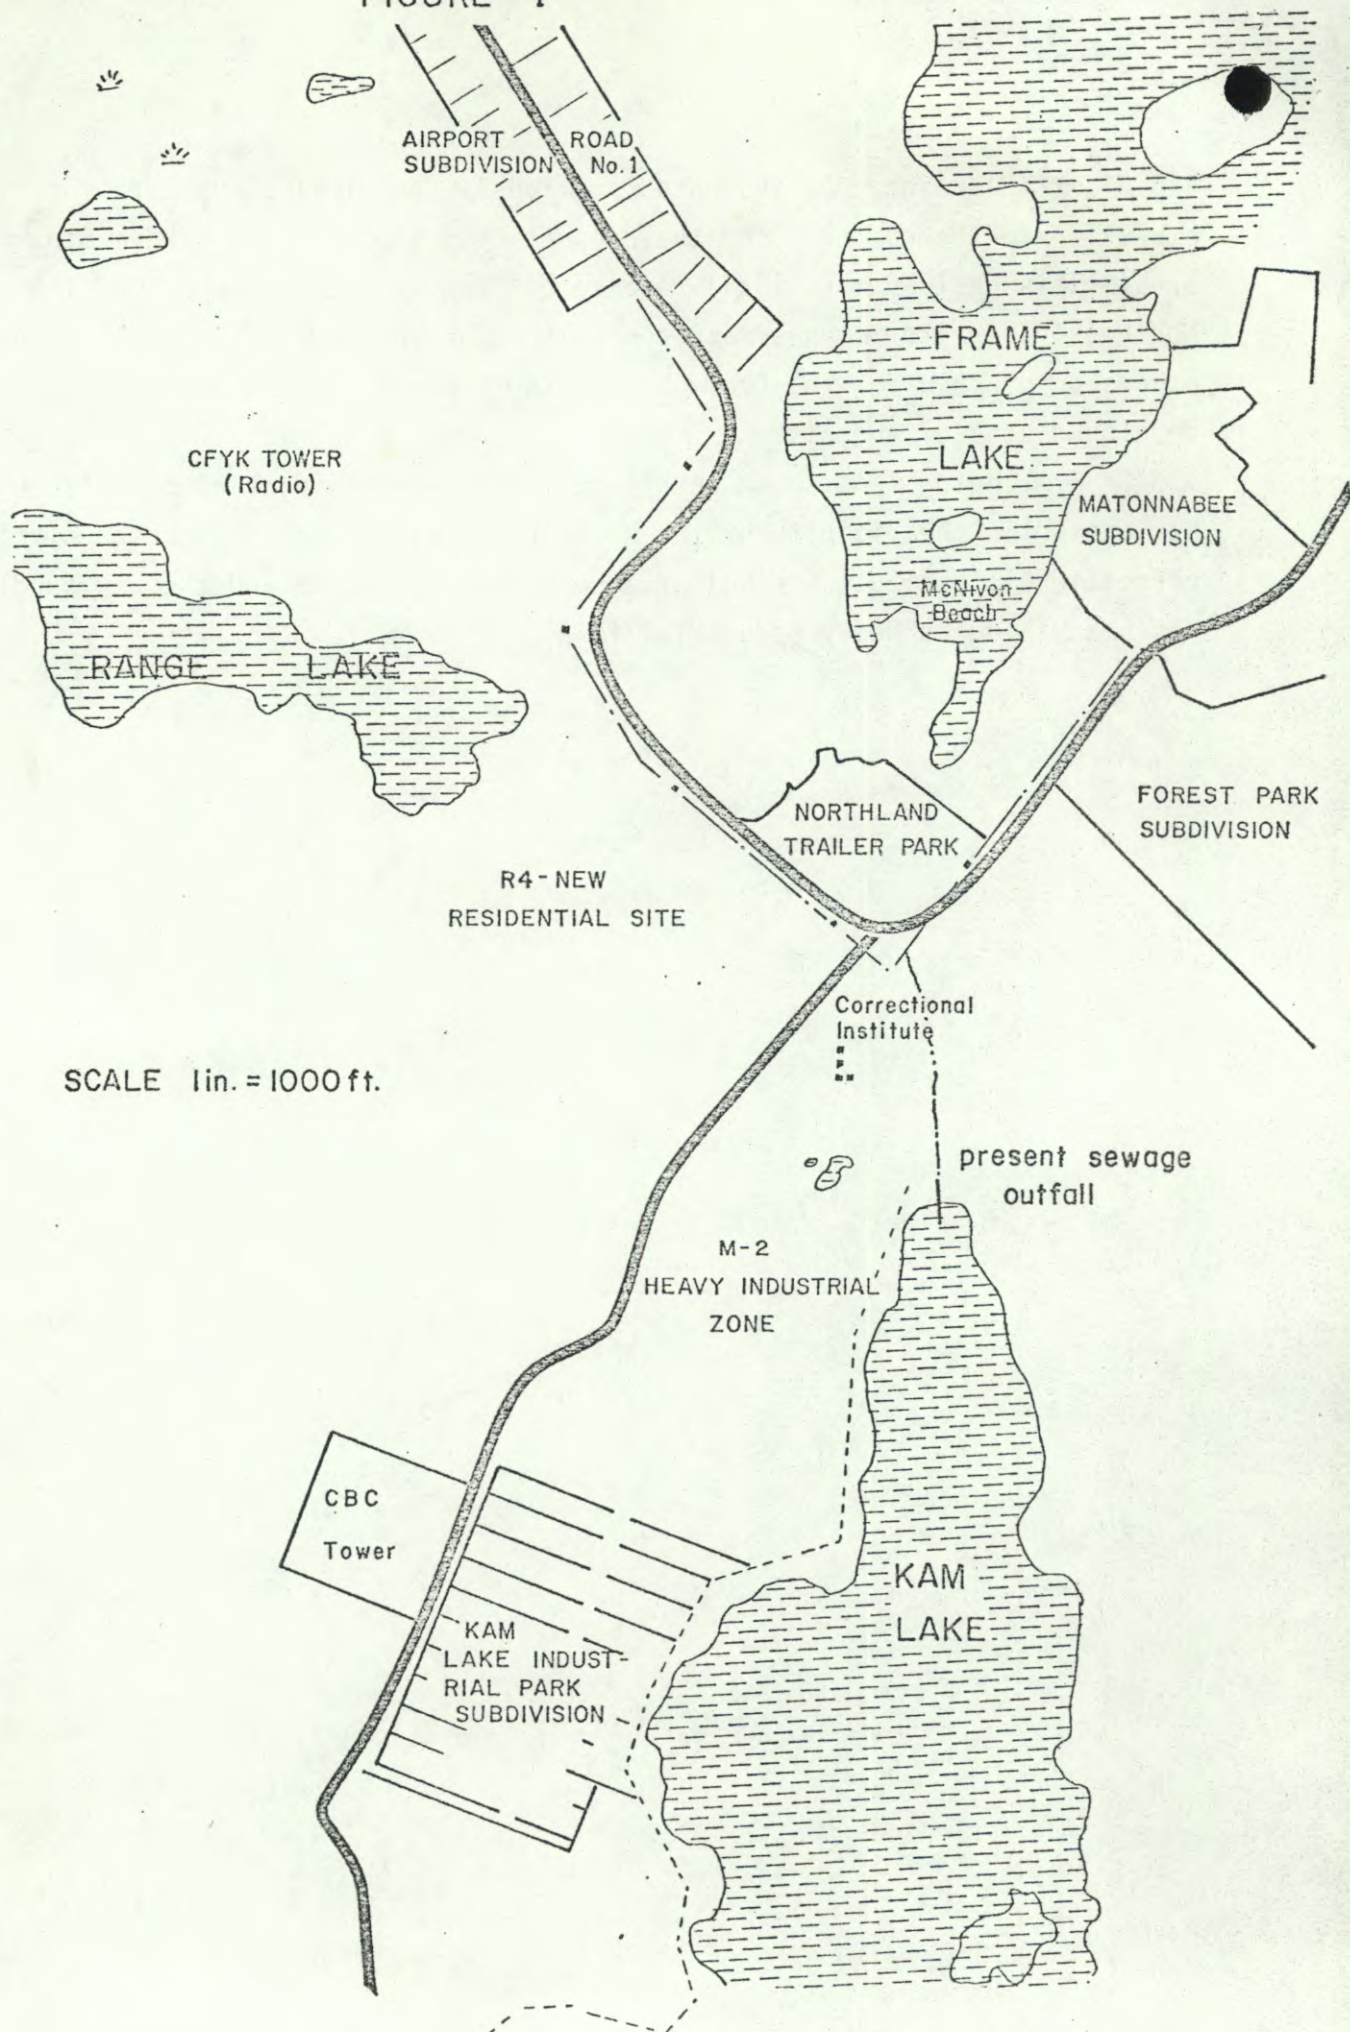 FIGURE
AIRPORT ROAD
SUBDIVISION No.1
FRAME
LAKE
CFYK TOWER
(Radio)
MATONNABEE
SUBDIVISION
McNivon
Beach
RANGE LAKE
NORTHLAND
TRAILER PARK
FOREST PARK
SUBDIVISION
R4-NEW
RESIDENTIAL SITE
Correctional
Institute
SCALE 1in. = 1000ft.
present sewage
outfall
M-2
HEAVY INDUSTRIAL
ZONE
CBC
Tower
KAM
LAKE
KAM
LAKE INDUST-
RIAL PARK
SUBDIVISION